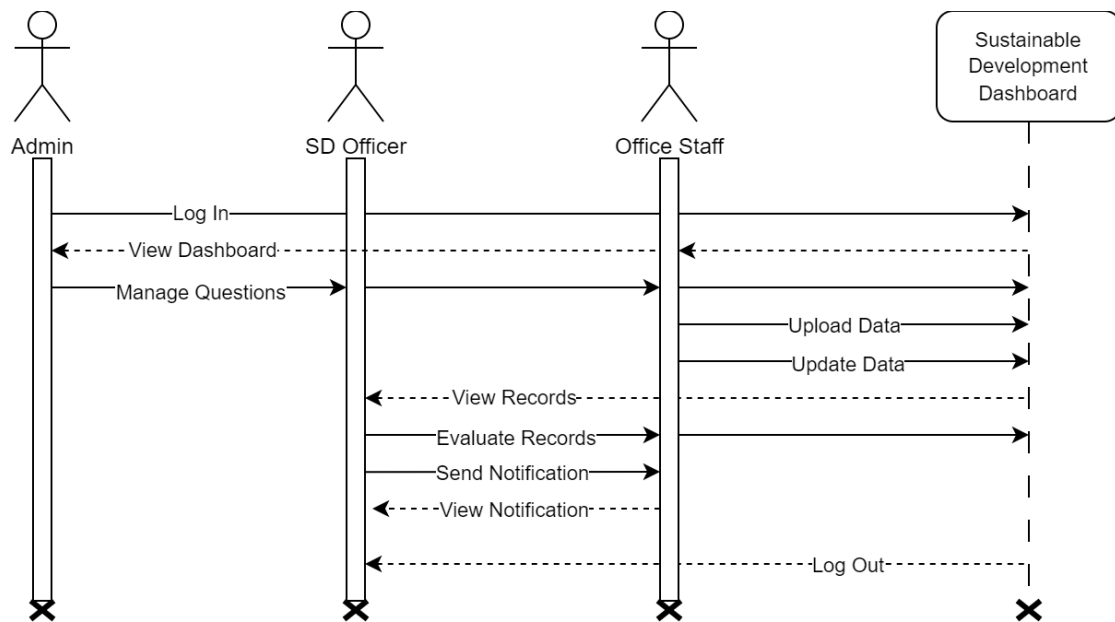 Sustainable
Development
Dashboard
Admin
SD Officer
Office Staff
Log In
View Dashboard
Manage Questions
Upload Data
Update Data
View Records
Evaluate Records
Send Notification
View Notification
Log Out